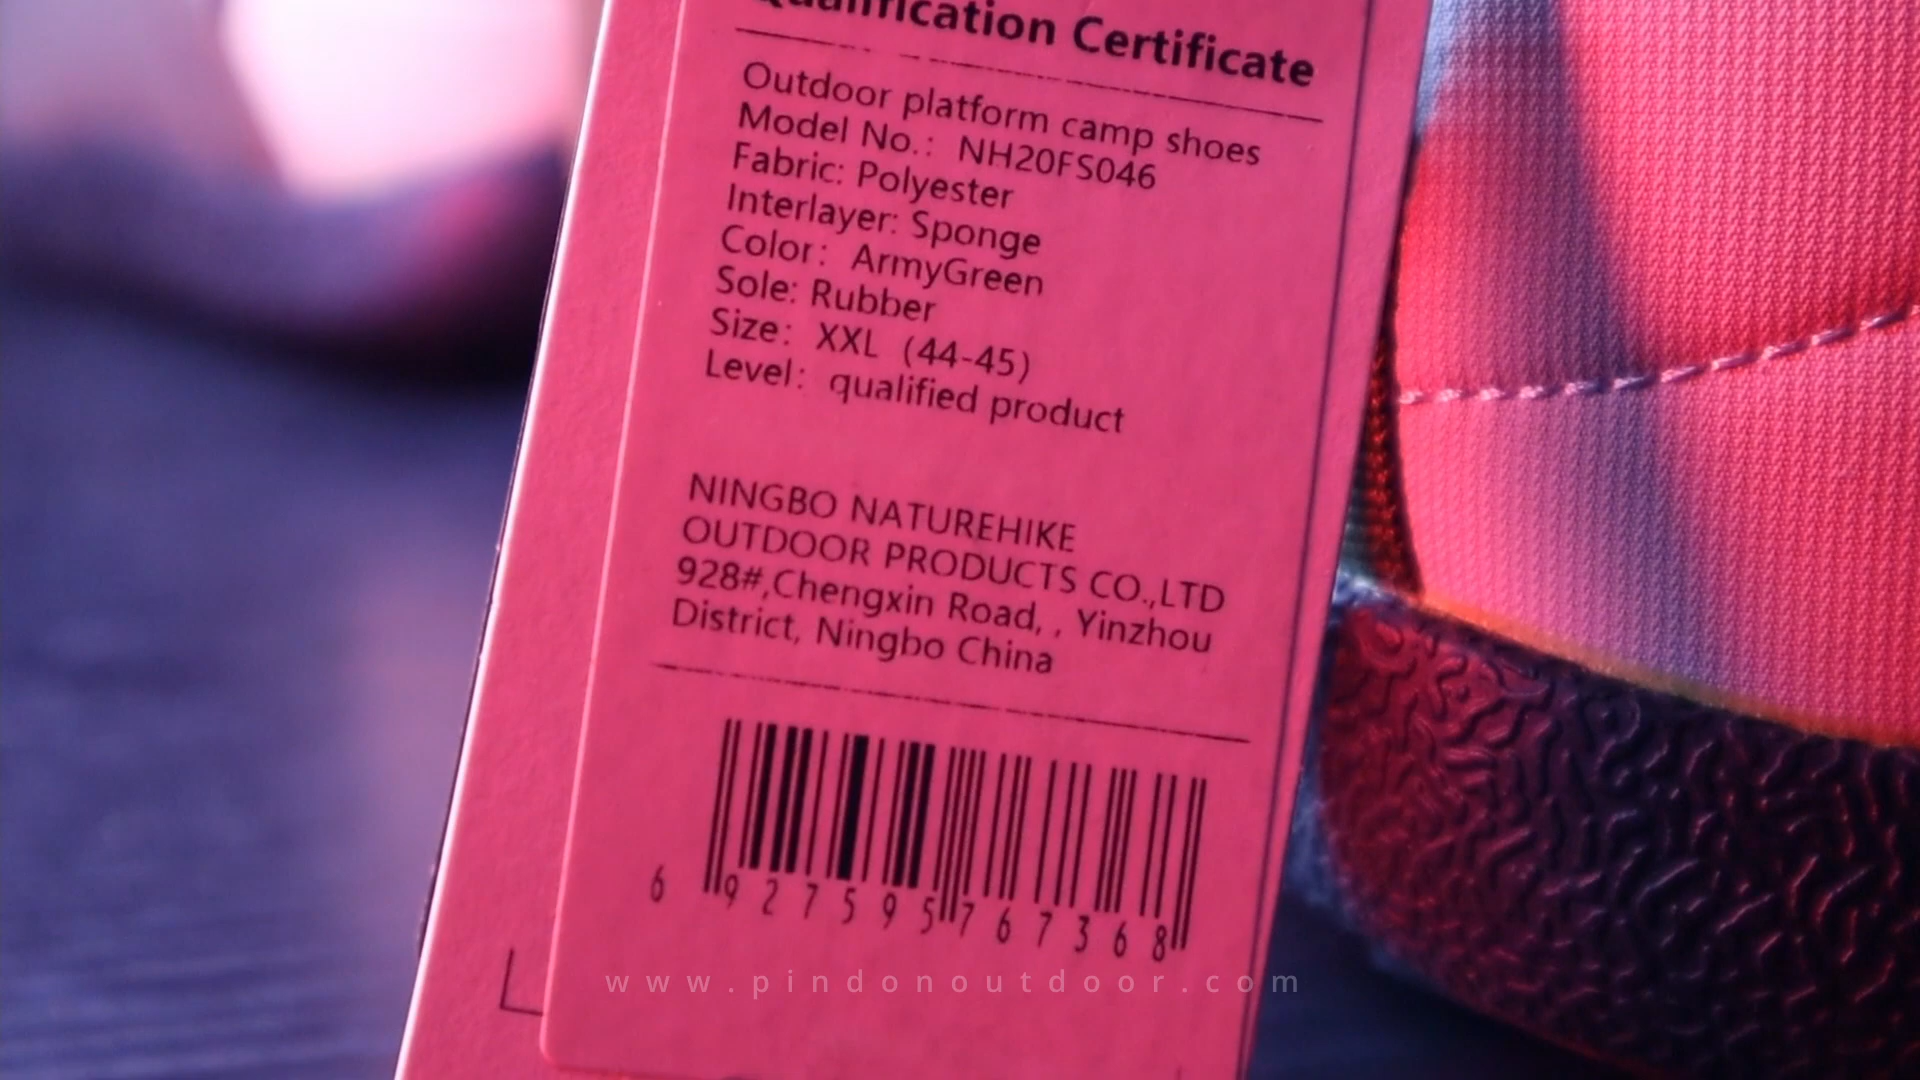 Qualification Certificate
Outdoor platform camp shoes
Model No.: NH20FS046
Fabric: Polyester
Interlayer: Sponge
Color: ArmyGreen
Sole: Rubber
Size: XXL (44-45)
Level: qualified product
NINGBO NATUREHIKE
OUTDOOR PRODUCTS CO.,LTD
928#,Chengxin Road, , Yinzhou
District, Ningbo China
6 927595 767368
www.pindonoutdoor.com